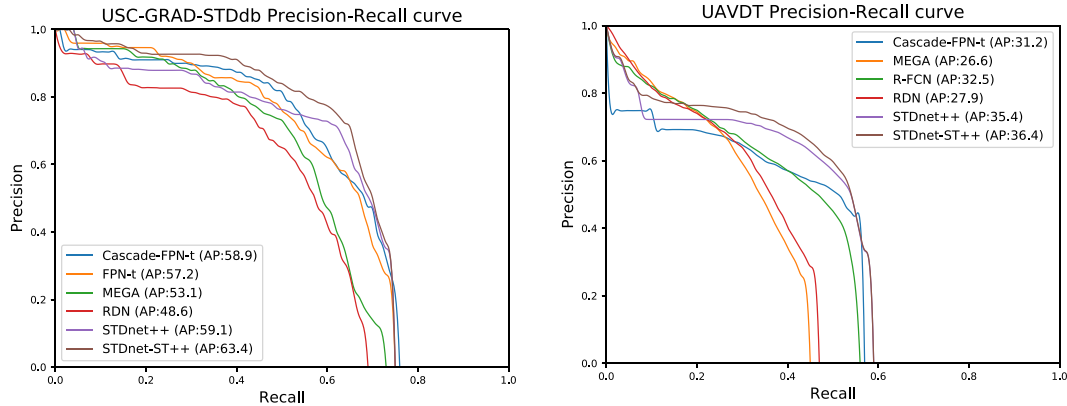 USC-GRAD-STDdb Precision-Recall curve
1.0
0.8
0.6
0.4
0.2
0.0
Precision
Cascade-FPN-t (AP:58.9)
FPN-t (AP:57.2)
MEGA (AP:53.1)
RDN (AP:48.6)
STDnet++ (AP:59.1)
STDnet-ST++ (AP:63.4)
0.0 0.2 0.4 0.6 0.8 1.0
Recall
UAVDT Precision-Recall curve
1.0
0.8
0.6
0.4
0.2
0.0
Precision
Cascade-FPN-t (AP:31.2)
MEGA (AP:26.6)
R-FCN (AP:32.5)
RDN (AP:27.9)
STDnet++ (AP:35.4)
STDnet-ST++ (AP:36.4)
0.0 0.2 0.4 0.6 0.8 1.0
Recall